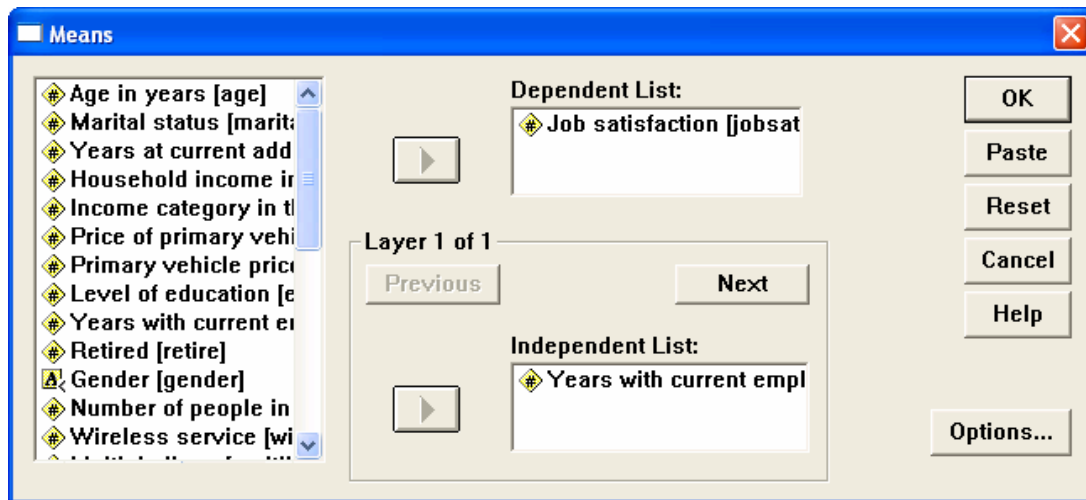 Means
Age in years [age]
Marital status [marita
Years at current add
Household income in
Income category in th
Price of primary vehi
Primary vehicle price
Level of education [e
Years with current em
Retired [retire]
Gender [gender]
Number of people in
Wireless service [wi
Dependent List:
Job satisfaction [jobsat
Layer 1 of 1
Previous
Next
Independent List:
Years with current empl
OK
Paste
Reset
Cancel
Help
Options...